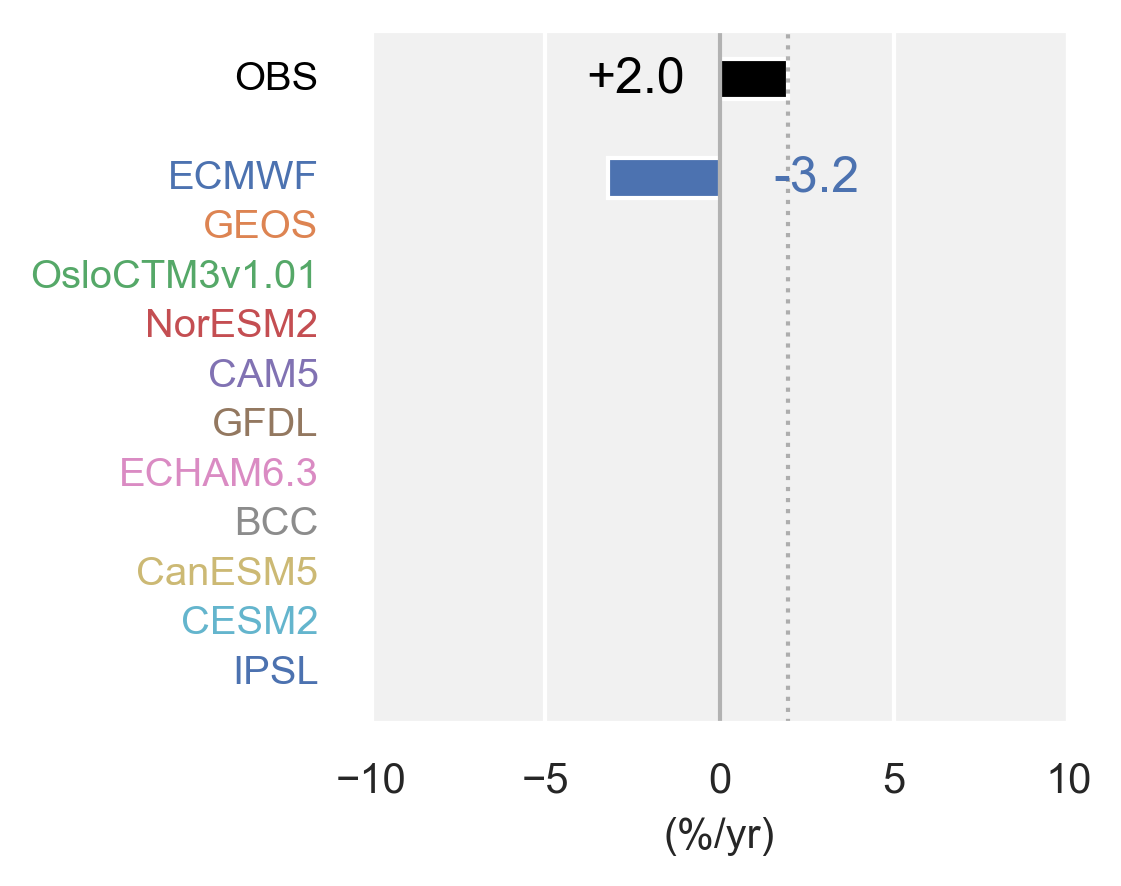 OBS +2.0
ECMWF -3.2
GEOS
OsloCTM3v1.01
NorESM2
CAM5
GFDL
ECHAM6.3
BCC
CanESM5
CESM2
IPSL
−10 −5 0 5 10
(%/yr)